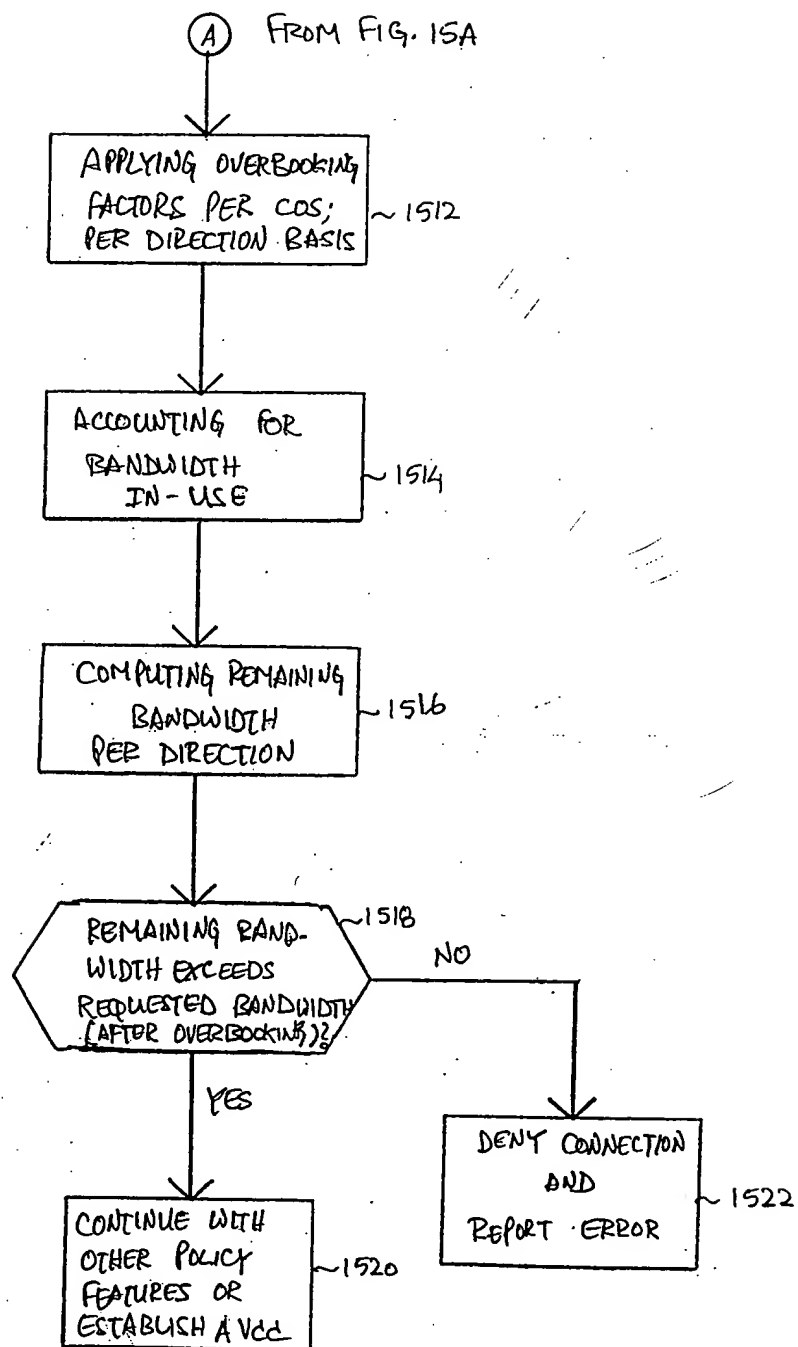 A FROM FIG. 15A
APPLYING OVERBOOKING
FACTORS PER COS;
PER DIRECTION BASIS
~1512
ACCOUNTING FOR
BANDWIDTH
IN-USE
~1514
COMPUTING REMAINING
BANDWIDTH
PER DIRECTION
~1516
REMAINING BAND-
WIDTH EXCEEDS
REQUESTED BANDWIDTH
(AFTER OVERBOOKING)?
1518
NO
YES
DENY CONNECTION
AND
REPORT ERROR
~1522
CONTINUE WITH
OTHER POLICY
FEATURES OR
ESTABLISH A VCC
~1520